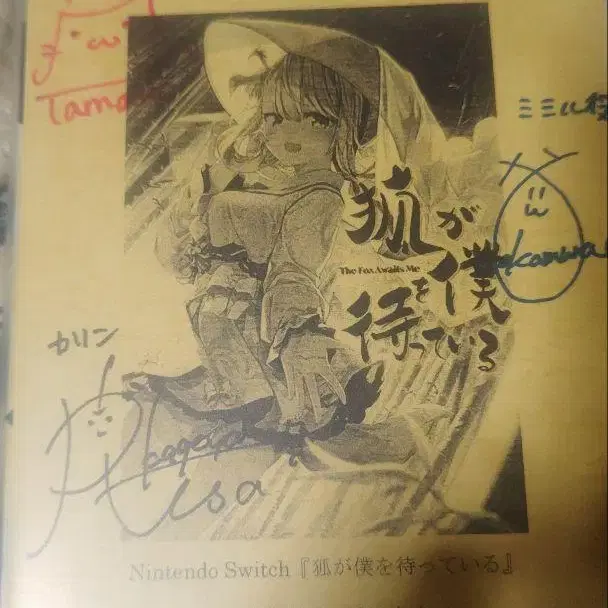 Tama
ミミル役
狐が
The Fox Awaits Me
僕を
待っている
カリン
Risa
Nintendo Switch『狐が僕を待っている』